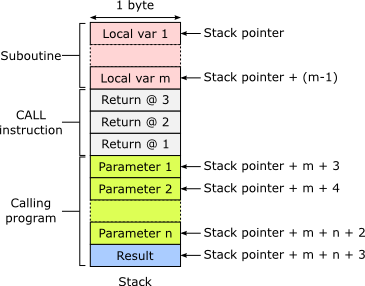 1 byte
Local var 1
Stack pointer
Suboutine
Local var m
Stack pointer + (m-1)
Return @ 3
CALL
instruction
Return @ 2
Return @ 1
Parameter 1
Stack pointer + m + 3
Parameter 2
Stack pointer + m + 4
Calling
program
Parameter n
Stack pointer + m + n + 2
Result
Stack pointer + m + n + 3
Stack